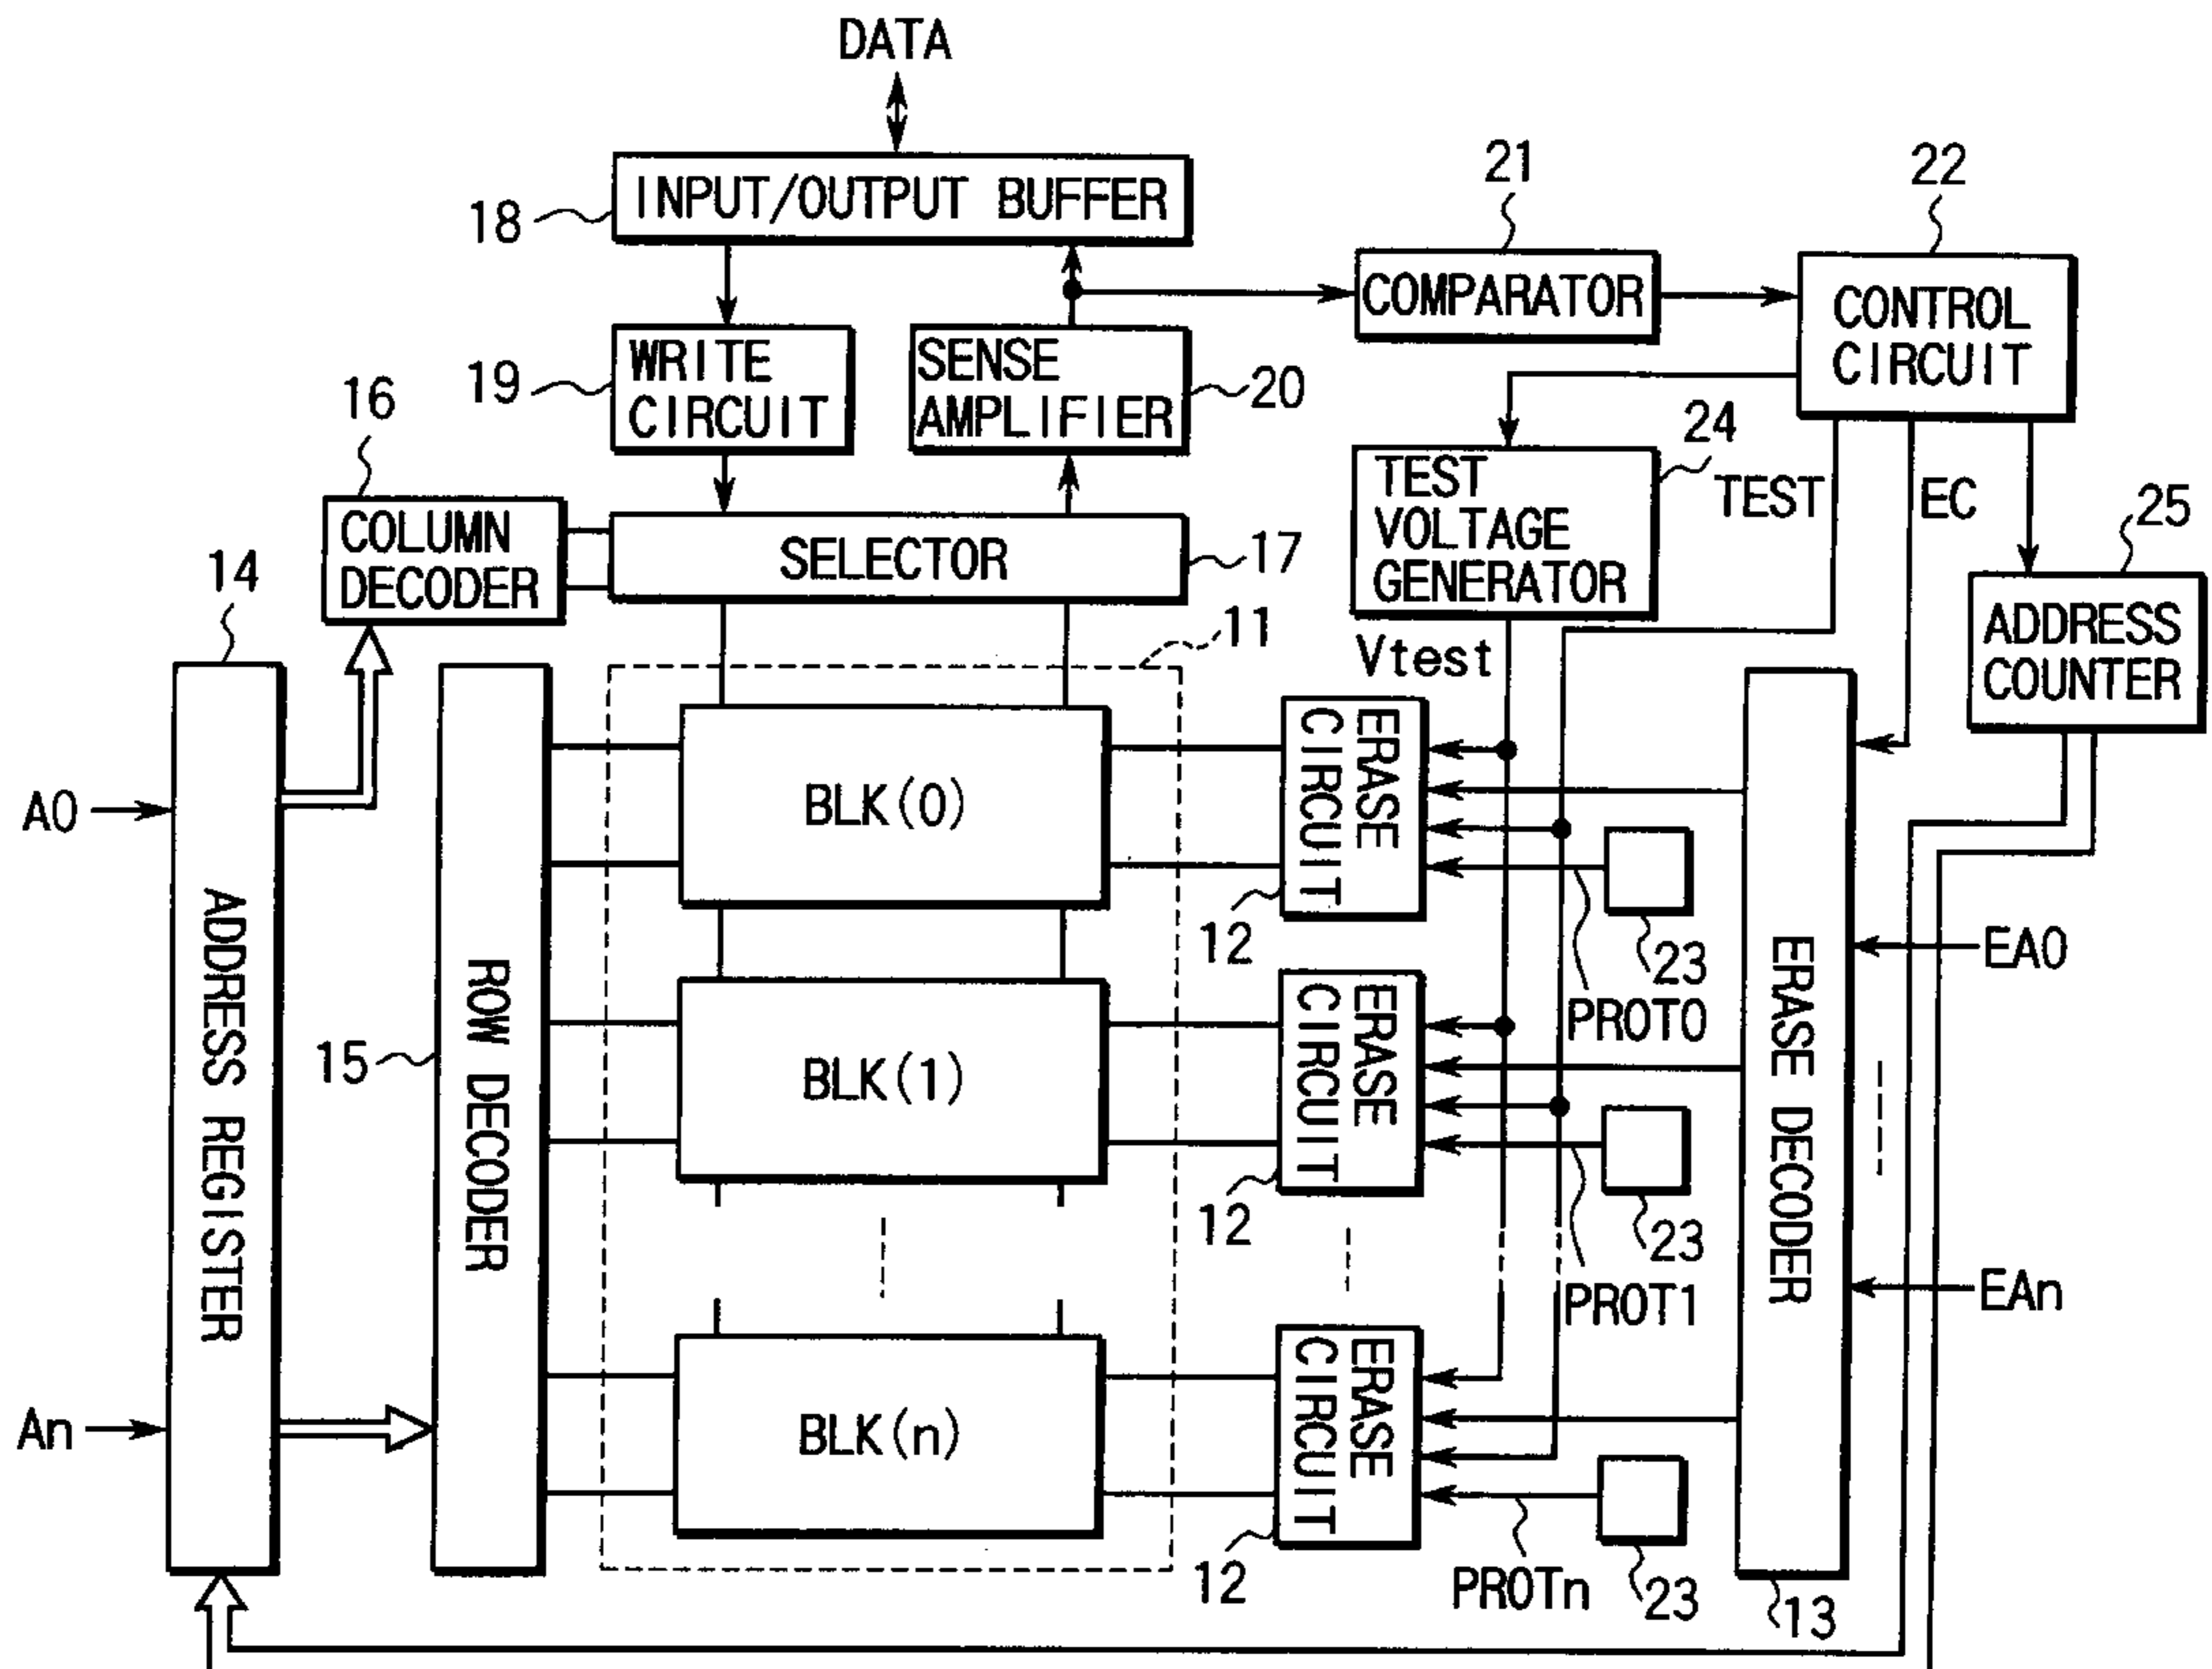 DATA
INPUT/OUTPUT BUFFER
18
21
22
COMPARATOR
CONTROL
CIRCUIT
WRITE
CIRCUIT
19
SENSE
AMPLIFIER
20
16
24
TEST
VOLTAGE
GENERATOR
TEST
EC
25
COLUMN
DECODER
SELECTOR
17
14
11
Vtest
ADDRESS
COUNTER
A0
ADDRESS REGISTER
ROW DECODER
15
BLK(0)
ERASE
CIRCUIT
12
23
PROT0
ERASE DECODER
EA0
BLK(1)
ERASE
CIRCUIT
12
23
PROT1
EAn
An
BLK(n)
ERASE
CIRCUIT
12
PROTn
23
13